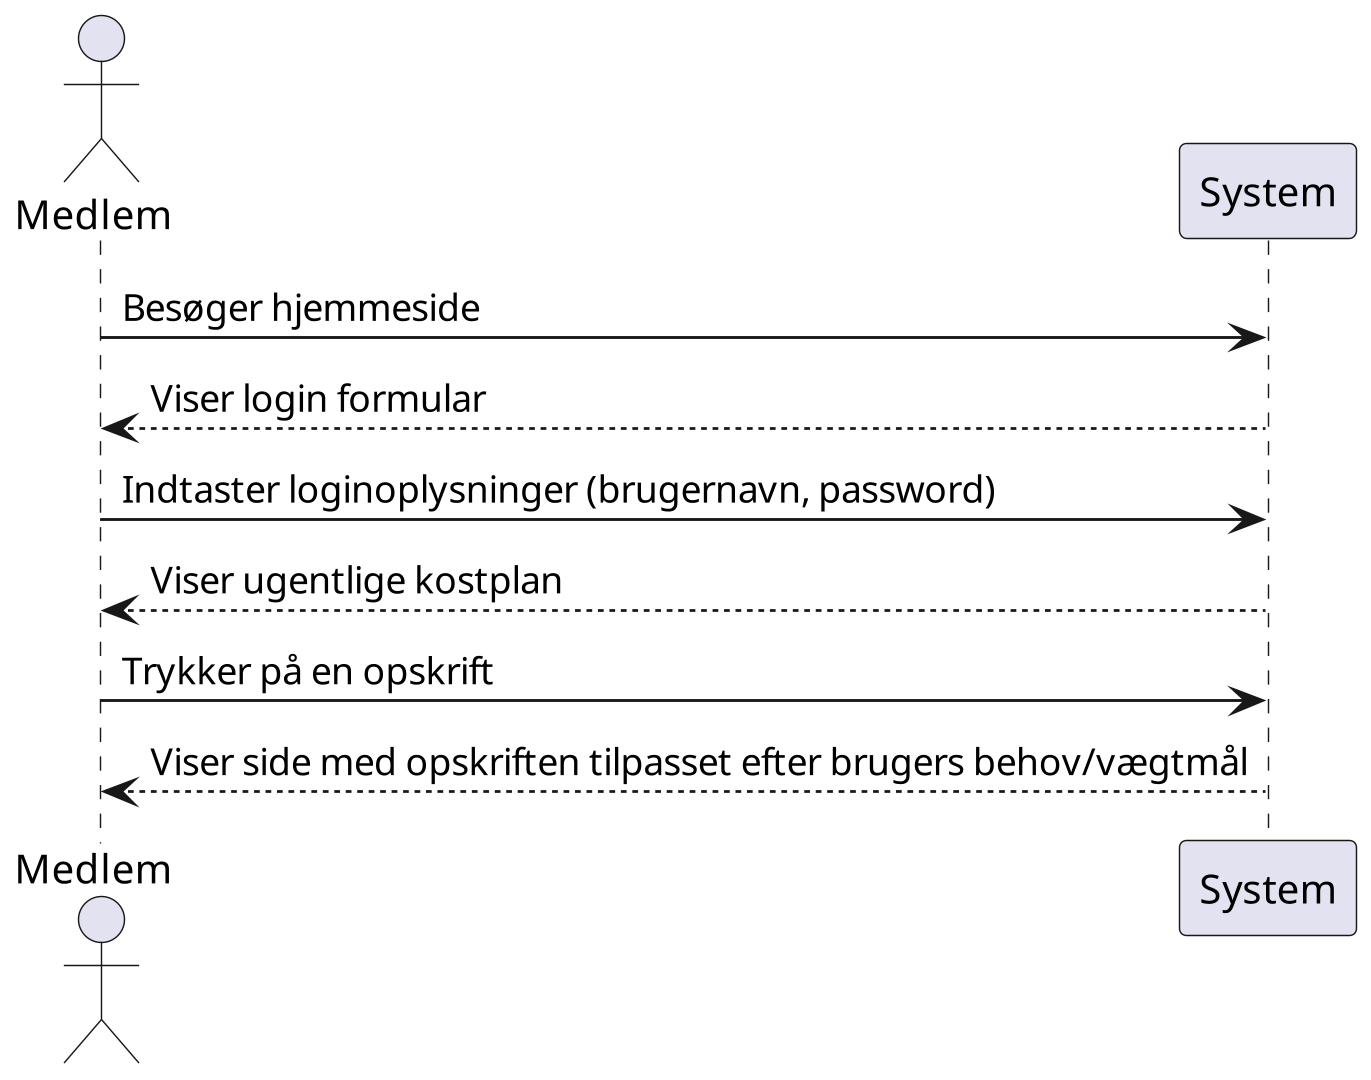 Medlem
System
Besøger hjemmeside
Viser login formular
Indtaster loginoplysninger (brugernavn, password)
Viser ugentlige kostplan
Trykker på en opskrift
Viser side med opskriften tilpasset efter brugers behov/vægtmål
Medlem
System